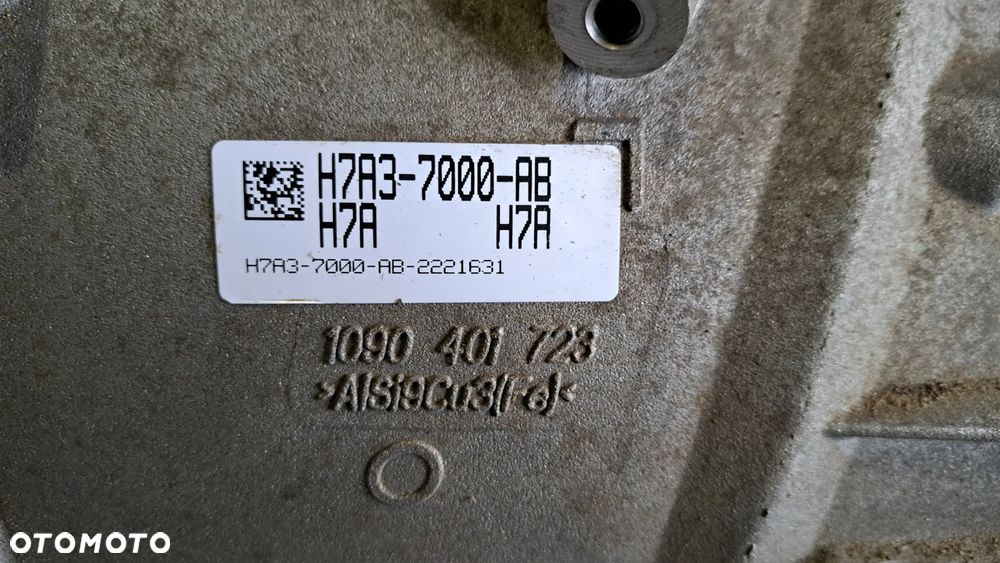 H7A3-7000-AB
H7A H7A
H7A3-7000-AB-2221631
1090 401 723
>AlSi9Cu3(Fe)<
OTOMOTO